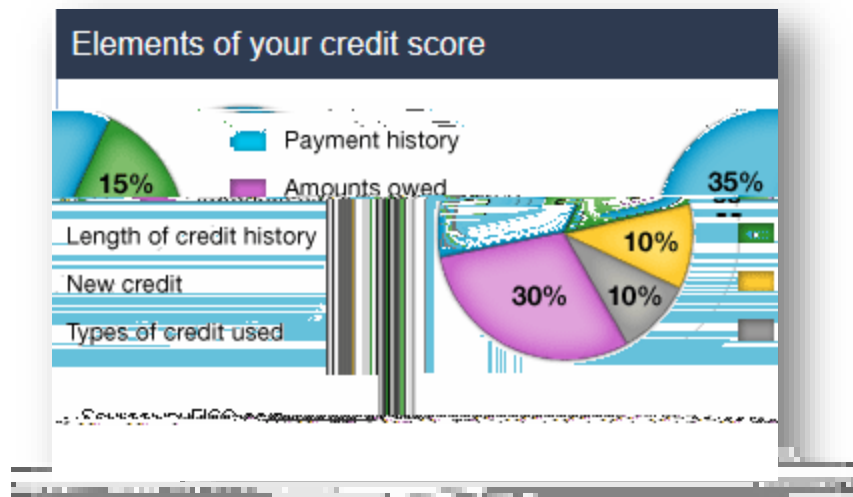 Elements of your credit score
Payment history
15%
35%
Amounts owed
Length of credit history
10%
New credit
30%
10%
Types of credit used